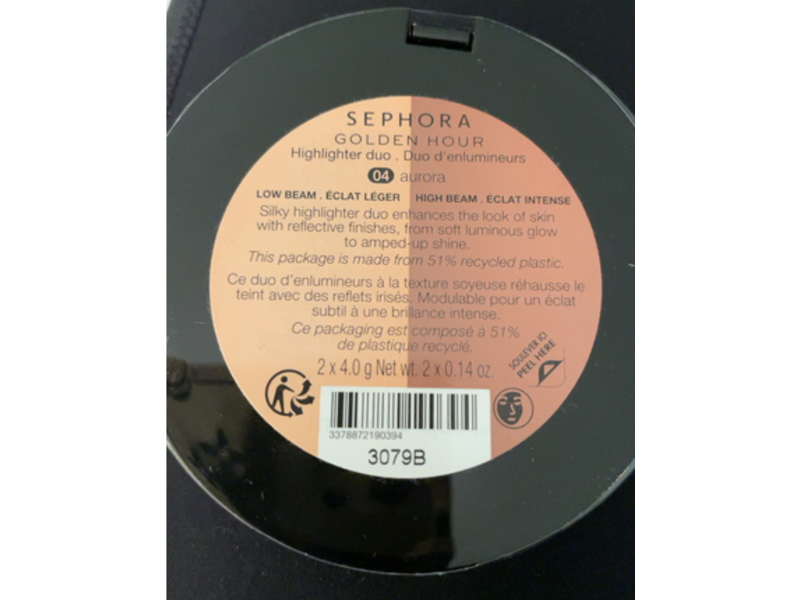 SEPHORA
GOLDEN HOUR
Highlighter duo . Duo d'enlumineurs
04 aurora
LOW BEAM . ÉCLAT LÉGER HIGH BEAM . ÉCLAT INTENSE
Silky highlighter duo enhances the look of skin
with reflective finishes, from soft luminous glow
to amped-up shine.
This package is made from 51% recycled plastic.
Ce duo d'enlumineurs à la texture soyeuse réhausse le
teint avec des reflets irisés. Modulable pour un éclat
subtil à une brillance intense.
Ce packaging est composé à 51%
de plastique recyclé.
2 x 4.0 g Net wt. 2 x 0.14 oz.
SOULEVER ICI
PEEL HERE
3378872190394
3079B